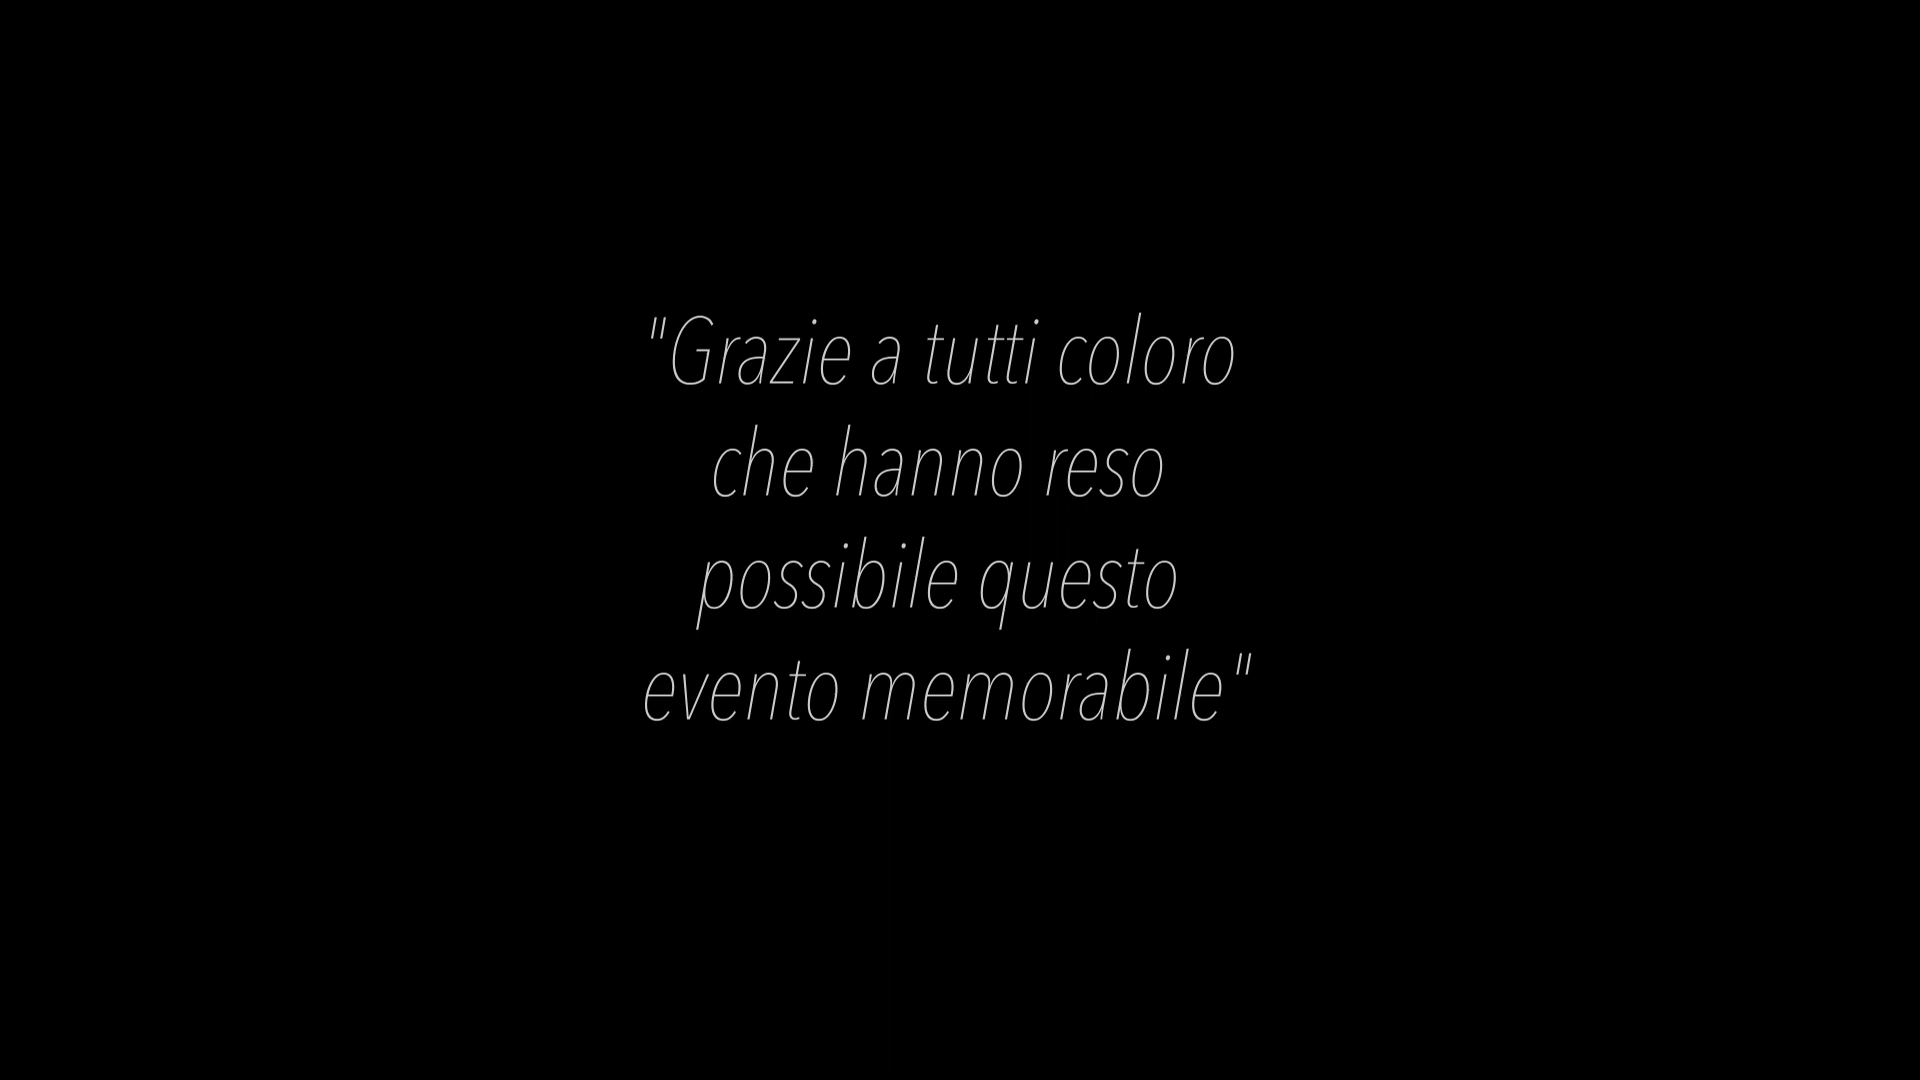 "Grazie a tutti coloro
che hanno reso
possibile questo
evento memorabile"